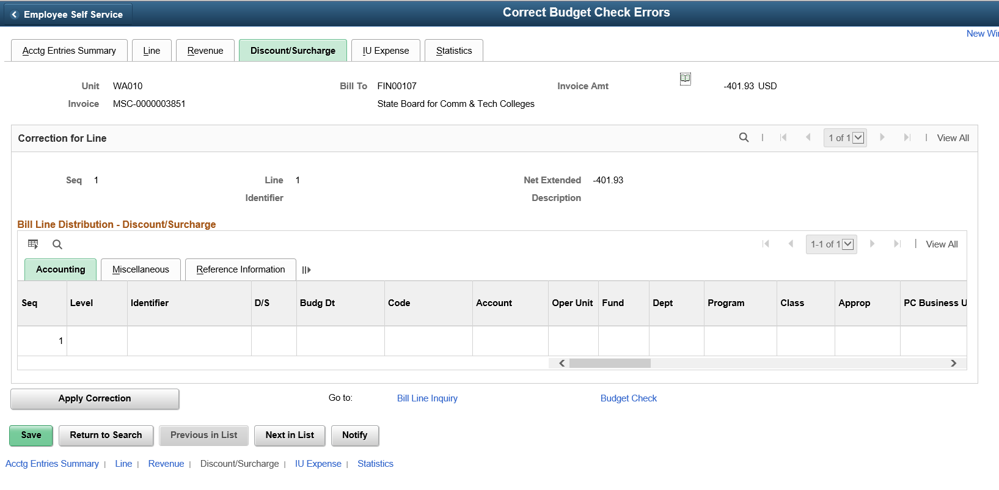 Employee Self Service
Correct Budget Check Errors
New Wi
Acctg Entries Summary Line Revenue Discount/Surcharge IU Expense Statistics
Unit WA010 Bill To FIN00107 Invoice Amt -401.93 USD
Invoice MSC-0000003851 State Board for Comm & Tech Colleges
Correction for Line 1 of 1 | View All
Seq 1 Line 1 Net Extended -401.93
Identifier Description
Bill Line Distribution - Discount/Surcharge
1-1 of 1 | View All
Accounting Miscellaneous Reference Information
Seq Level Identifier D/S Budg Dt Code Account Oper Unit Fund Dept Program Class Approp PC Business U
1
Apply Correction Go to: Bill Line Inquiry Budget Check
Save Return to Search Previous in List Next in List Notify
Acctg Entries Summary | Line | Revenue | Discount/Surcharge | IU Expense | Statistics